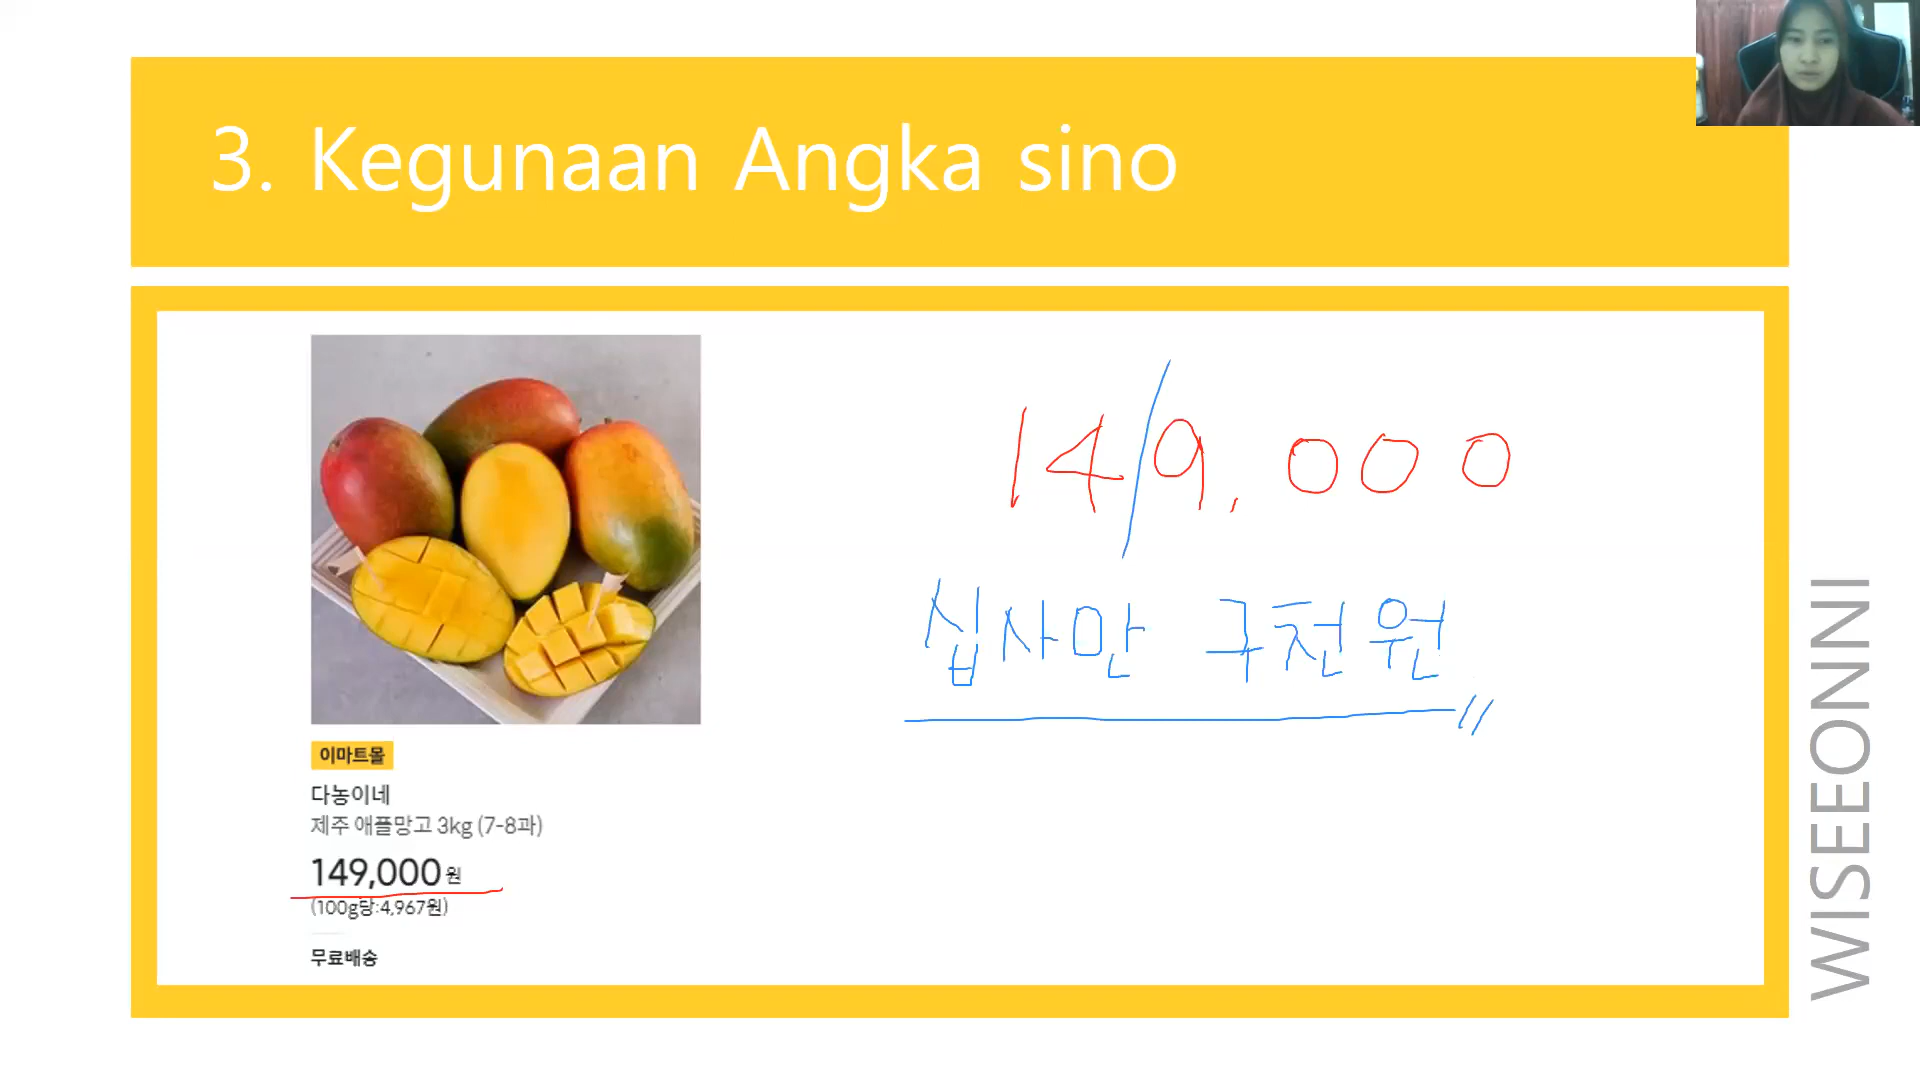 3. Kegunaan Angka sino
이마트몰
다농이네
제주 애플망고 3kg (7-8과)
149,000원
(100g당:4,967원)
무료배송
14/9,000
십사만 구천원
WISEEONNI